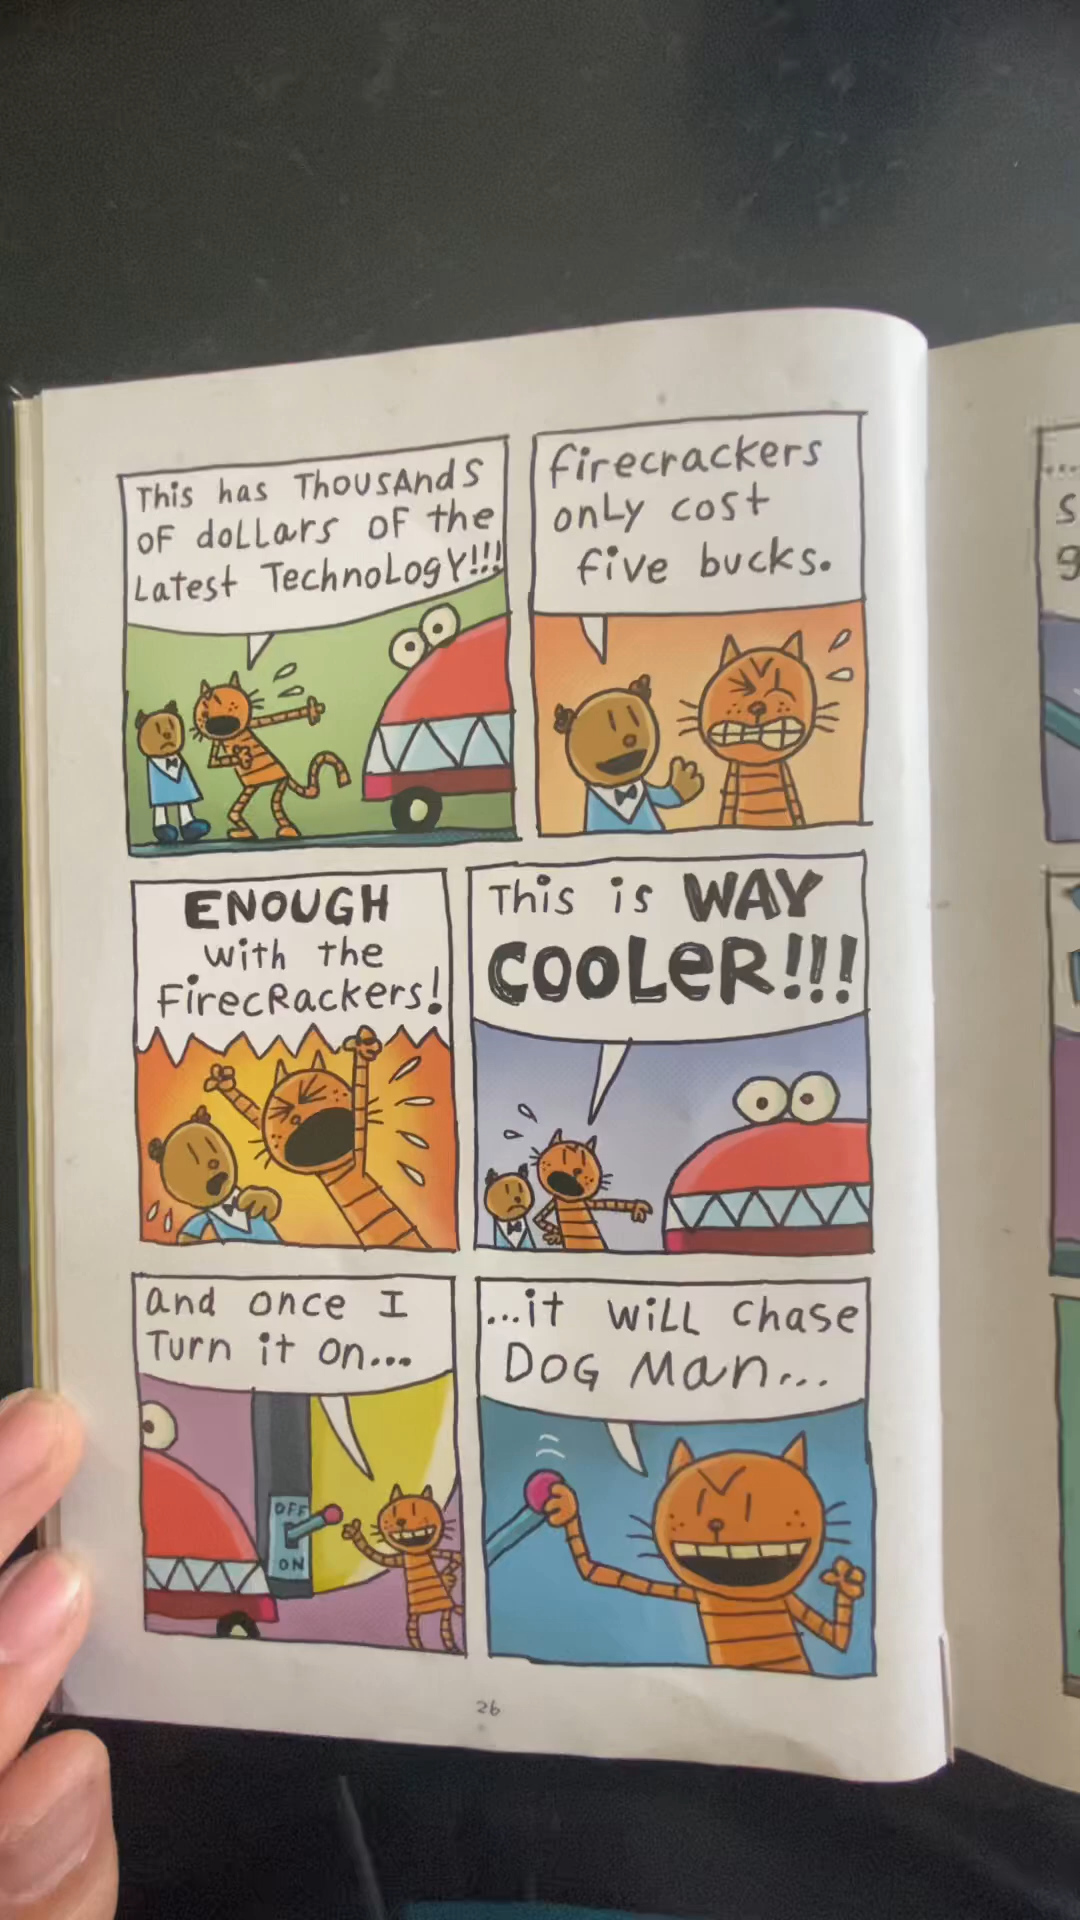 This has THOUSANdS
OF doLLars OF the
Latest TechnoLogY!!!
firecrackers
onLy cost
five bucks.
ENOUGH
with the
FirecRackers!
This is WAY
COOLeR!!!
and once I
Turn it on...
OFF
ON
...it WiLL chase
DOG Man...
26
s
g